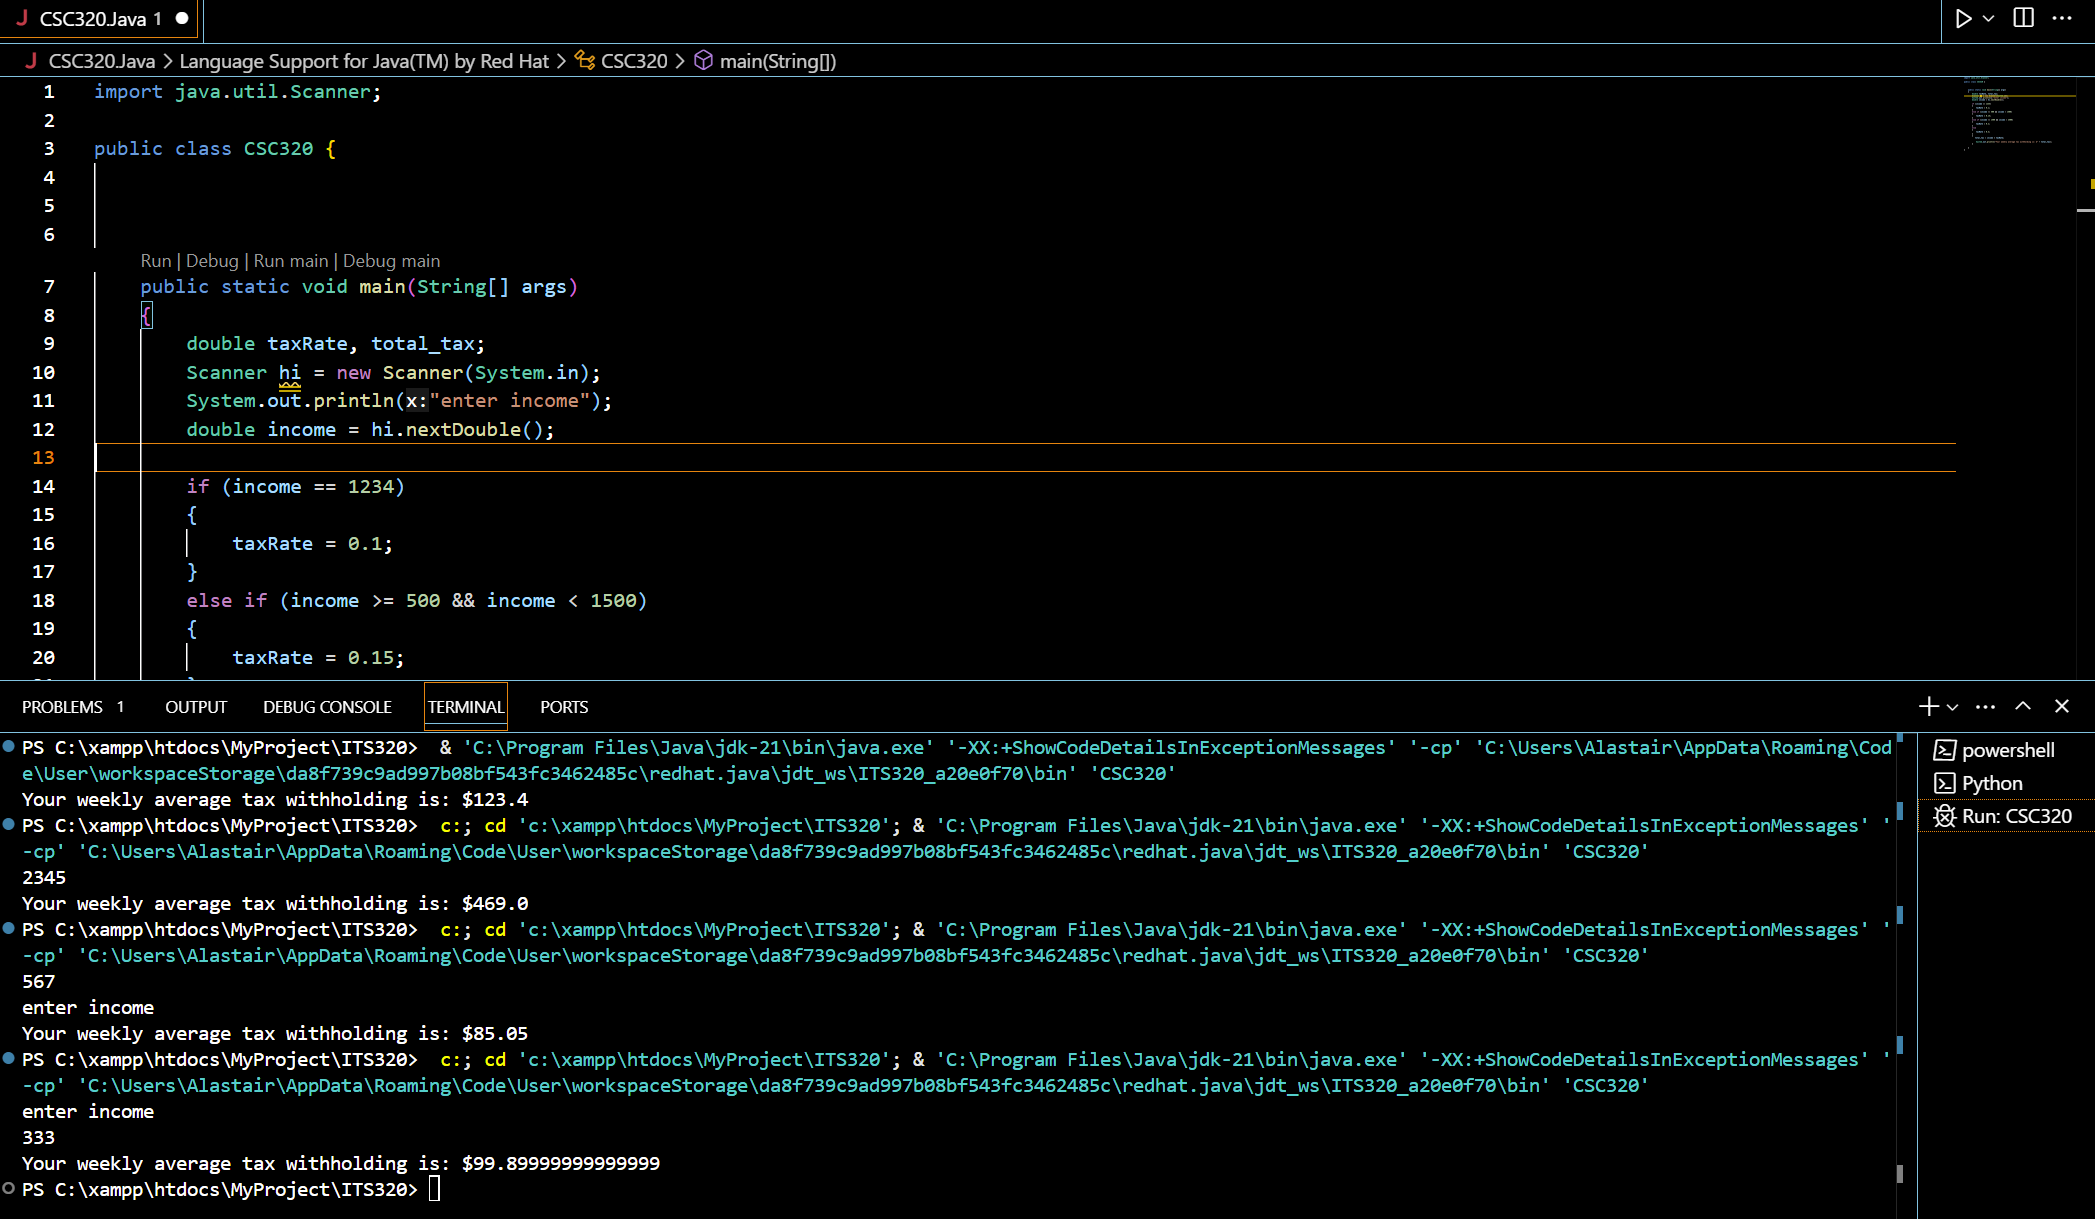 CSC320.Java 1
CSC320.Java > Language Support for Java(TM) by Red Hat > CSC320 > main(String[])
1 import java.util.Scanner;
2
3 public class CSC320 {
4
5
6
Run | Debug | Run main | Debug main
7 public static void main(String[] args)
8 {
9 double taxRate, total_tax;
10 Scanner hi = new Scanner(System.in);
11 System.out.println(x:"enter income");
12 double income = hi.nextDouble();
13
14 if (income == 1234)
15 {
16 taxRate = 0.1;
17 }
18 else if (income >= 500 && income < 1500)
19 {
20 taxRate = 0.15;
PROBLEMS 1 OUTPUT DEBUG CONSOLE TERMINAL PORTS
PS C:\xampp\htdocs\MyProject\ITS320> & 'C:\Program Files\Java\jdk-21\bin\java.exe' '-XX:+ShowCodeDetailsInExceptionMessages' '-cp' 'C:\Users\Alastair\AppData\Roaming\Cod
e\User\workspaceStorage\da8f739c9ad997b08bf543fc3462485c\redhat.java\jdt_ws\ITS320_a20e0f70\bin' 'CSC320'
Your weekly average tax withholding is: $123.4
PS C:\xampp\htdocs\MyProject\ITS320> c:; cd 'c:\xampp\htdocs\MyProject\ITS320'; & 'C:\Program Files\Java\jdk-21\bin\java.exe' '-XX:+ShowCodeDetailsInExceptionMessages' '
-cp' 'C:\Users\Alastair\AppData\Roaming\Code\User\workspaceStorage\da8f739c9ad997b08bf543fc3462485c\redhat.java\jdt_ws\ITS320_a20e0f70\bin' 'CSC320'
2345
Your weekly average tax withholding is: $469.0
PS C:\xampp\htdocs\MyProject\ITS320> c:; cd 'c:\xampp\htdocs\MyProject\ITS320'; & 'C:\Program Files\Java\jdk-21\bin\java.exe' '-XX:+ShowCodeDetailsInExceptionMessages' '
-cp' 'C:\Users\Alastair\AppData\Roaming\Code\User\workspaceStorage\da8f739c9ad997b08bf543fc3462485c\redhat.java\jdt_ws\ITS320_a20e0f70\bin' 'CSC320'
567
enter income
Your weekly average tax withholding is: $85.05
PS C:\xampp\htdocs\MyProject\ITS320> c:; cd 'c:\xampp\htdocs\MyProject\ITS320'; & 'C:\Program Files\Java\jdk-21\bin\java.exe' '-XX:+ShowCodeDetailsInExceptionMessages' '
-cp' 'C:\Users\Alastair\AppData\Roaming\Code\User\workspaceStorage\da8f739c9ad997b08bf543fc3462485c\redhat.java\jdt_ws\ITS320_a20e0f70\bin' 'CSC320'
enter income
333
Your weekly average tax withholding is: $99.89999999999999
PS C:\xampp\htdocs\MyProject\ITS320>
powershell
Python
Run: CSC320